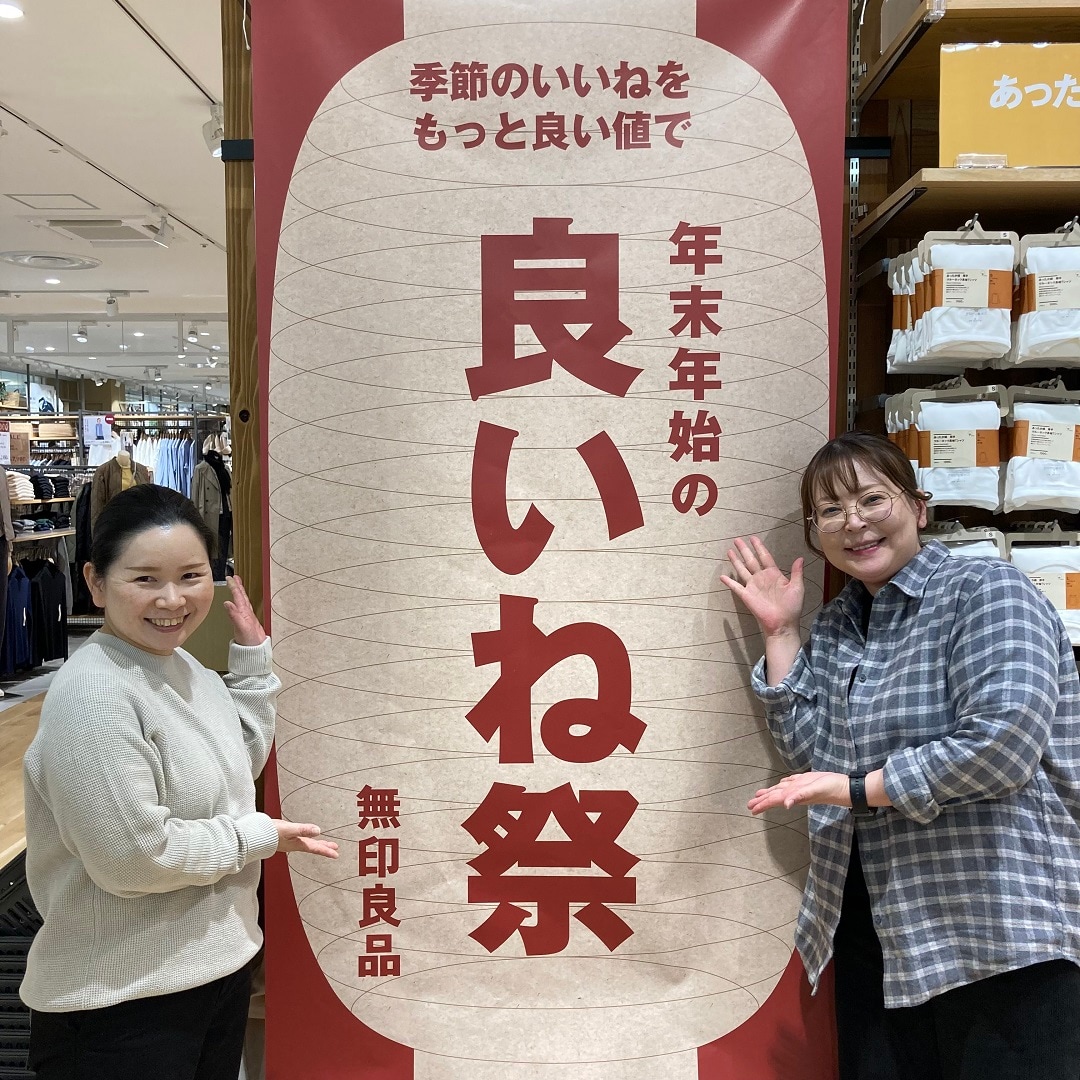 季節のいいねを
もっと良い値で
年末年始の
良いね祭
無印良品
あった
S
S